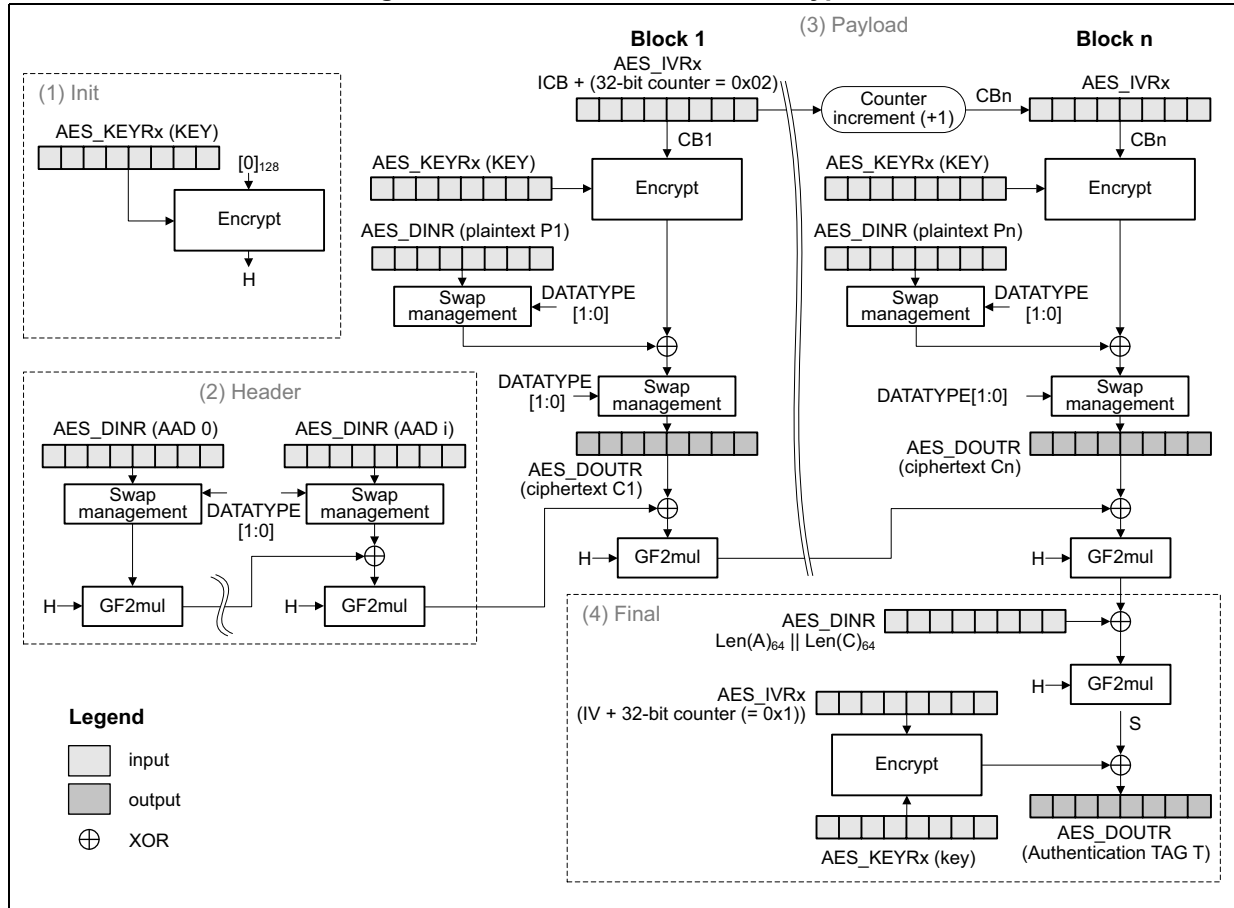 (3) Payload
Block 1
Block n
AES_IVRx
ICB + (32-bit counter = 0x02)
Counter
increment (+1)
CBn
AES_IVRx
(1) Init
AES_KEYRx (KEY)
[0]128
Encrypt
H
CB1
AES_KEYRx (KEY)
Encrypt
AES_DINR (plaintext P1)
Swap
management
DATATYPE
[1:0]
DATATYPE
[1:0]
Swap
management
AES_DOUTR
(ciphertext C1)
H
GF2mul
CBn
AES_KEYRx (KEY)
Encrypt
AES_DINR (plaintext Pn)
Swap
management
DATATYPE
[1:0]
DATATYPE[1:0]
Swap
management
AES_DOUTR
(ciphertext Cn)
H
GF2mul
(2) Header
AES_DINR (AAD 0)
AES_DINR (AAD i)
Swap
management
DATATYPE
[1:0]
Swap
management
H
GF2mul
H
GF2mul
(4) Final
AES_DINR
Len(A)64 || Len(C)64
H
GF2mul
S
AES_IVRx
(IV + 32-bit counter (= 0x1))
Encrypt
AES_KEYRx (key)
AES_DOUTR
(Authentication TAG T)
Legend
input
output
XOR